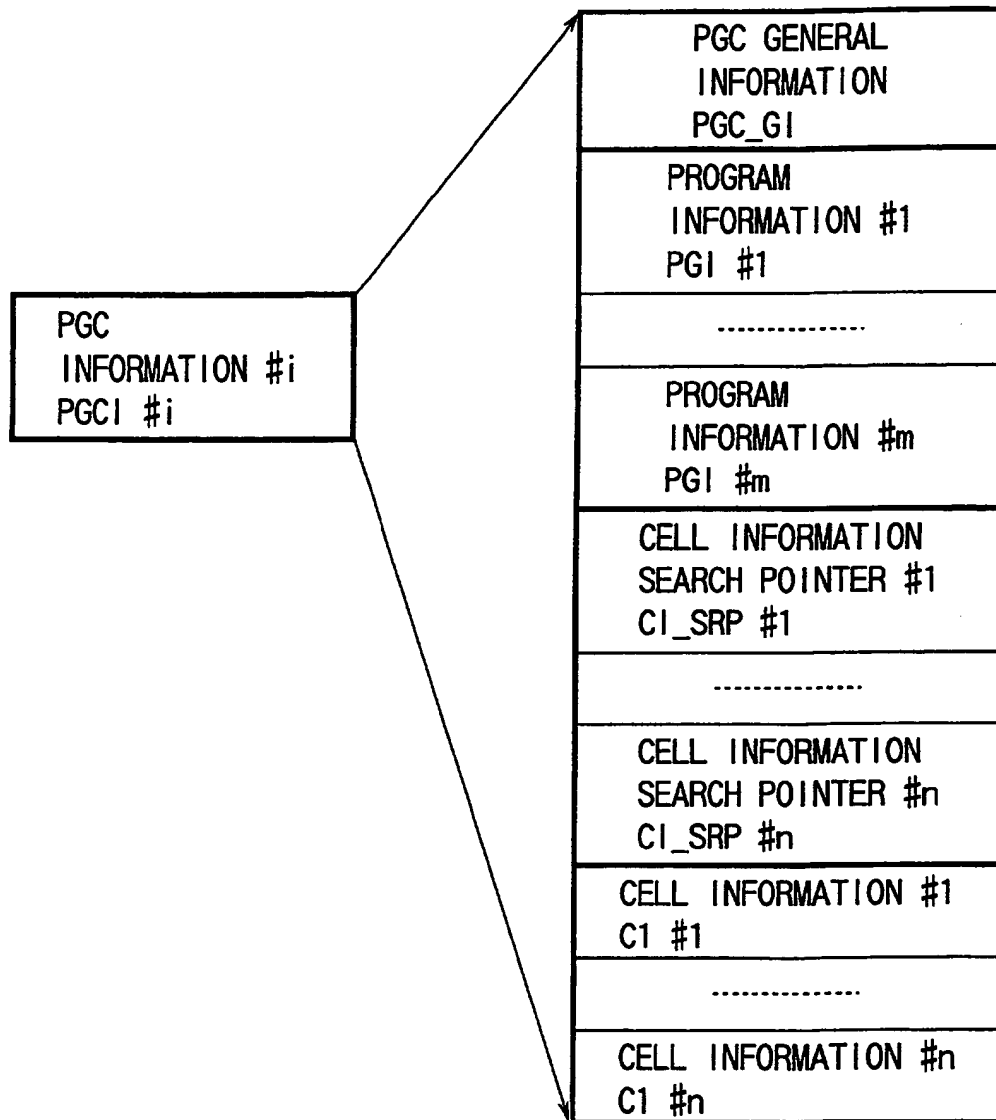 PGC
INFORMATION #i
PGCI #i
PGC GENERAL
INFORMATION
PGC_GI
PROGRAM
INFORMATION #1
PGI #1
---------------
PROGRAM
INFORMATION #m
PGI #m
CELL INFORMATION
SEARCH POINTER #1
CI_SRP #1
---------------
CELL INFORMATION
SEARCH POINTER #n
CI_SRP #n
CELL INFORMATION #1
C1 #1
---------------
CELL INFORMATION #n
C1 #n